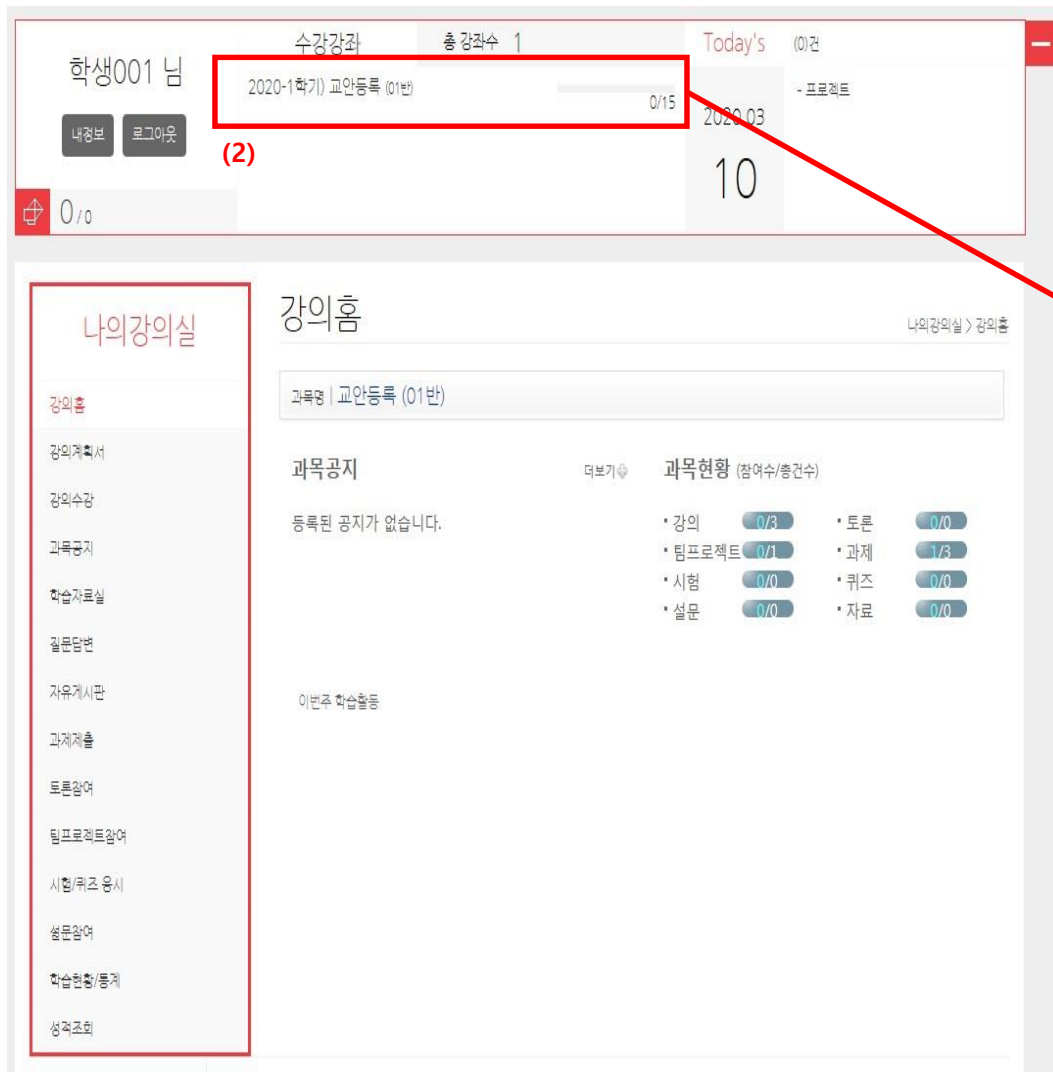 학생001 님
내정보
로그아웃
0/0
수강강좌
총 강좌수 1
2020-1학기) 교안등록 (01반)
0/15
(2)
Today's
(0)건
2020.03
10
- 프로젝트
나의강의실
강의홈
강의계획서
강의수강
과목공지
학습자료실
질문답변
자유게시판
과제제출
토론참여
팀프로젝트참여
시험/퀴즈 응시
설문참여
학습현황/통계
성적조회
강의홈
나의강의실 > 강의홈
과목명 | 교안등록 (01반)
과목공지
더보기
등록된 공지가 없습니다.
과목현황 (참여수/총건수)
• 강의 0/3 • 토론 0/0
• 팀프로젝트 0/1 • 과제 1/3
• 시험 0/0 • 퀴즈 0/0
• 설문 0/0 • 자료 0/0
이번주 학습활동